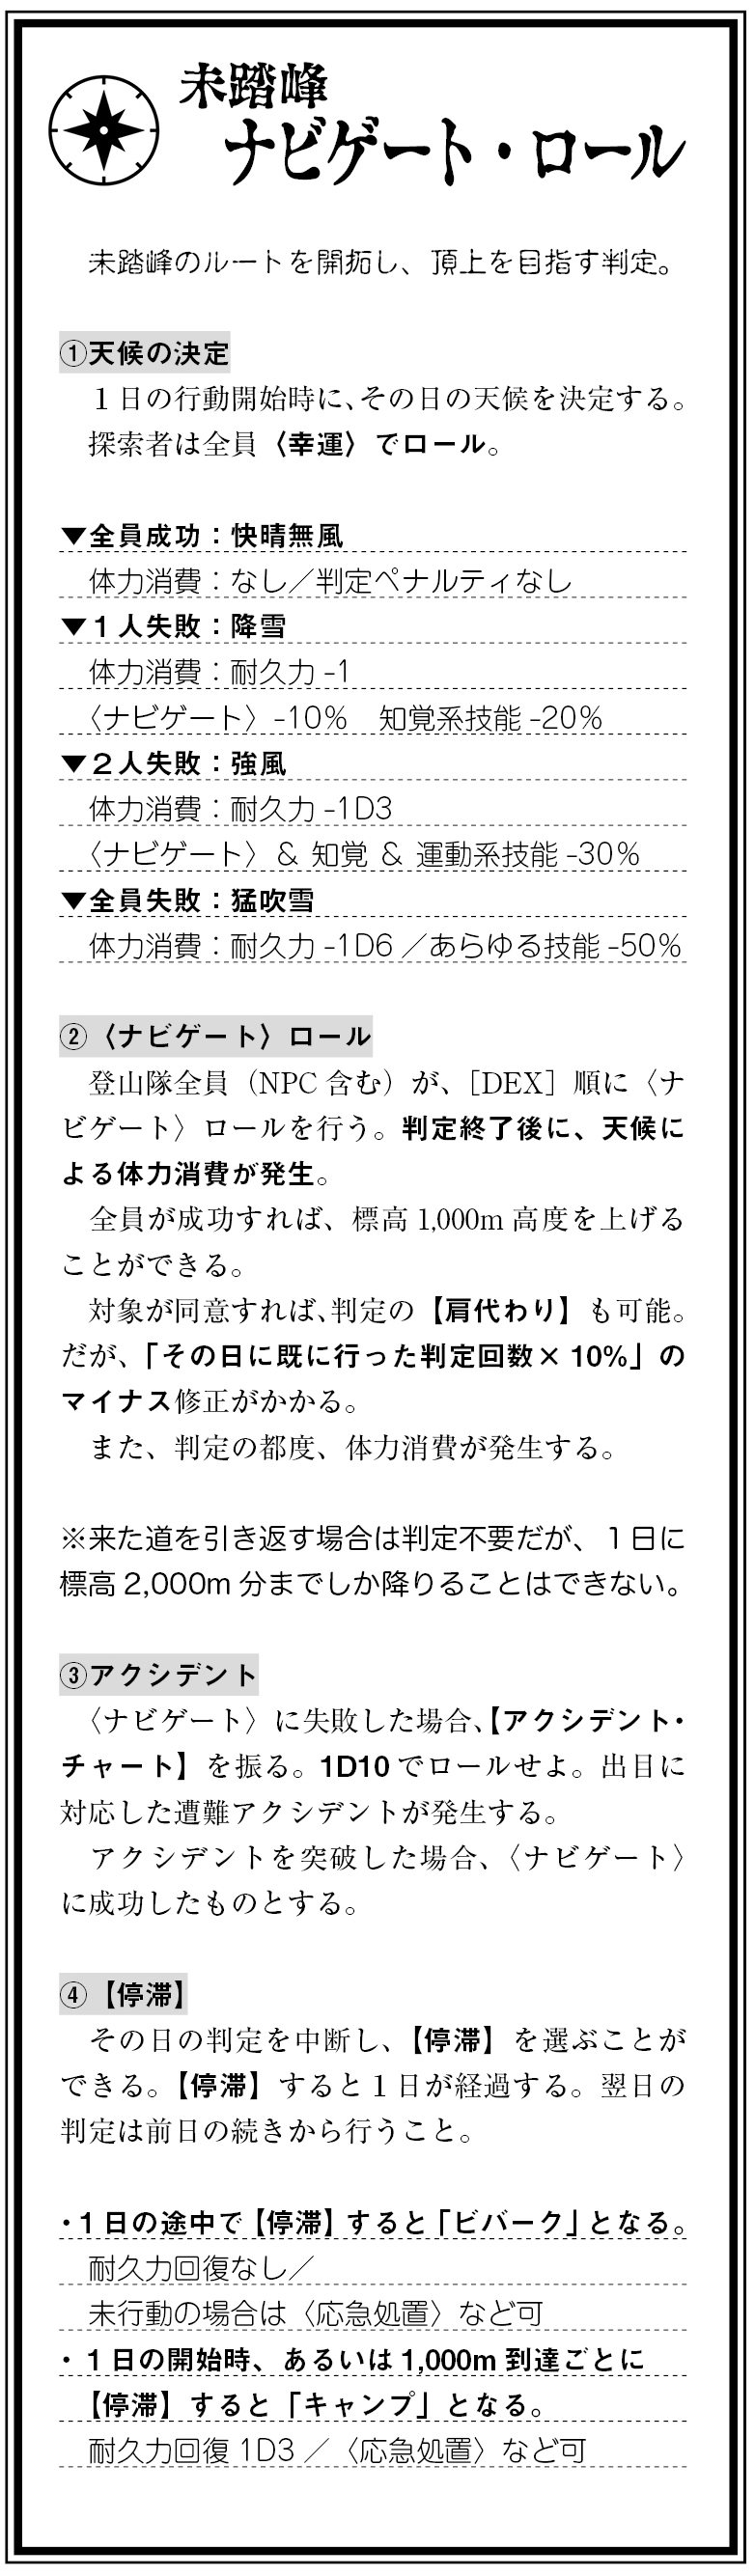 未踏峰
ナビゲート・ロール
未踏峰のルートを開拓し、頂上を目指す判定。
①天候の決定
１日の行動開始時に、その日の天候を決定する。
探索者は全員〈幸運〉でロール。
▼全員成功：快晴無風
体力消費：なし／判定ペナルティなし
▼１人失敗：降雪
体力消費：耐久力 -1
〈ナビゲート〉-10%　知覚系技能 -20%
▼２人失敗：強風
体力消費：耐久力 -1D3
〈ナビゲート〉& 知覚 & 運動系技能 -30%
▼全員失敗：猛吹雪
体力消費：耐久力 -1D6 ／あらゆる技能 -50%
②〈ナビゲート〉ロール
登山隊全員（NPC 含む）が、［DEX］順に〈ナ
ビゲート〉ロールを行う。判定終了後に、天候に
よる体力消費が発生。
全員が成功すれば、標高 1,000m 高度を上げる
ことができる。
対象が同意すれば、判定の【肩代わり】も可能。
だが、「その日に既に行った判定回数× 10%」の
マイナス修正がかかる。
また、判定の都度、体力消費が発生する。
※来た道を引き返す場合は判定不要だが、１日に
標高 2,000m 分までしか降りることはできない。
③アクシデント
〈ナビゲート〉に失敗した場合、【アクシデント・
チャート】を振る。1D10 でロールせよ。出目に
対応した遭難アクシデントが発生する。
アクシデントを突破した場合、〈ナビゲート〉
に成功したものとする。
④【停滞】
その日の判定を中断し、【停滞】を選ぶことが
できる。【停滞】すると１日が経過する。翌日の
判定は前日の続きから行うこと。
・１日の途中で【停滞】すると「ビバーク」となる。
耐久力回復なし／
未行動の場合は〈応急処置〉など可
・１日の開始時、あるいは 1,000m 到達ごとに
【停滞】すると「キャンプ」となる。
耐久力回復 1D3 ／〈応急処置〉など可